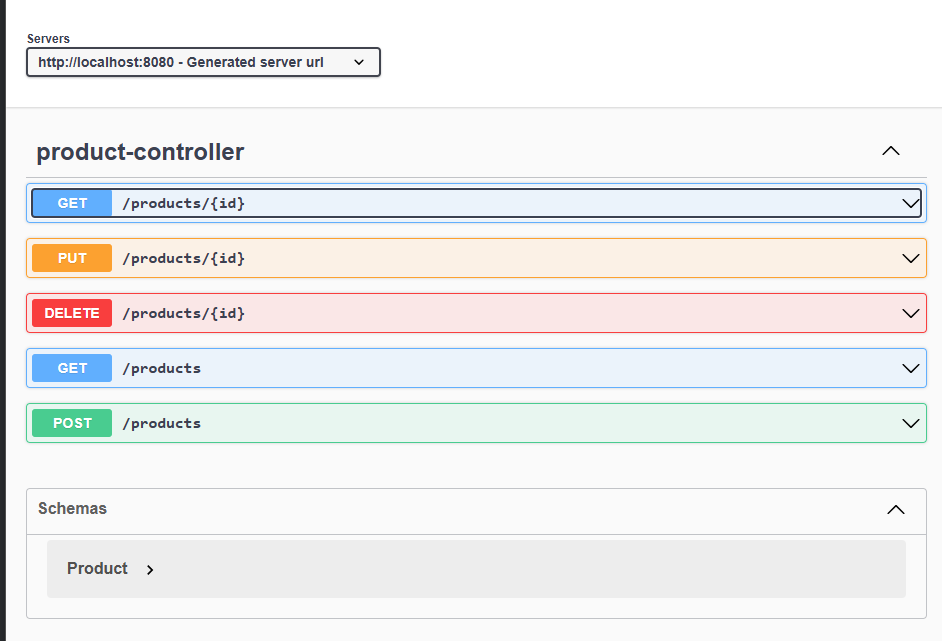 Servers
http://localhost:8080 - Generated server url
product-controller
GET /products/{id}
PUT /products/{id}
DELETE /products/{id}
GET /products
POST /products
Schemas
Product